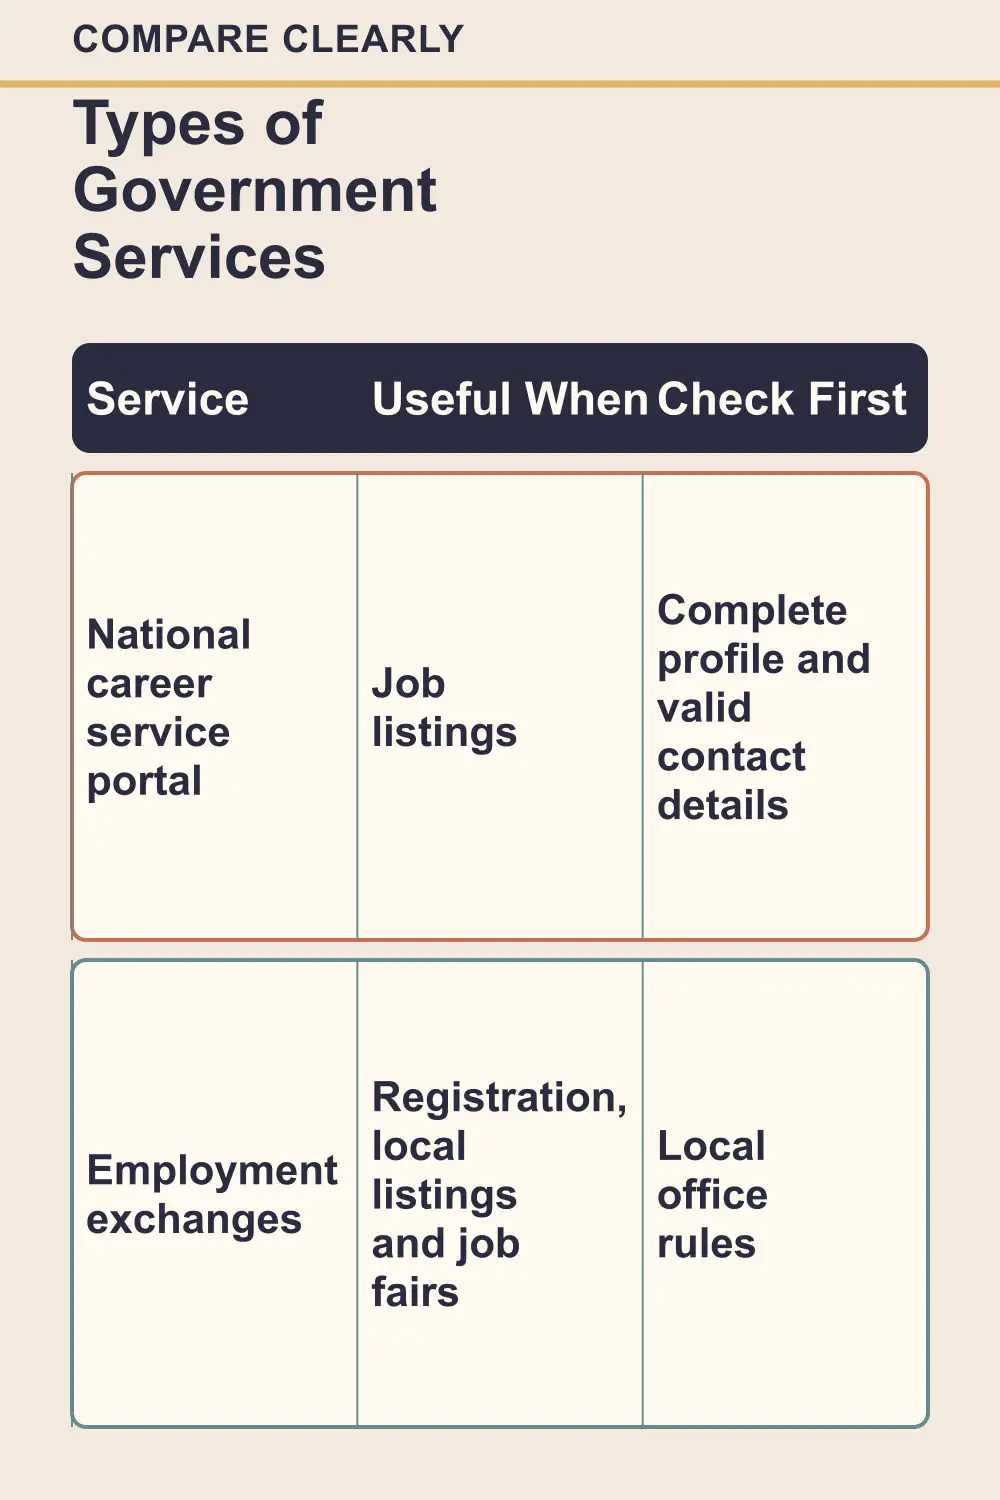 COMPARE CLEARLY
Types of
Government
Services
Service
Useful When
Check First
National
career
service
portal
Job
listings
Complete
profile and
valid
contact
details
Employment
exchanges
Registration,
local
listings
and job
fairs
Local
office
rules